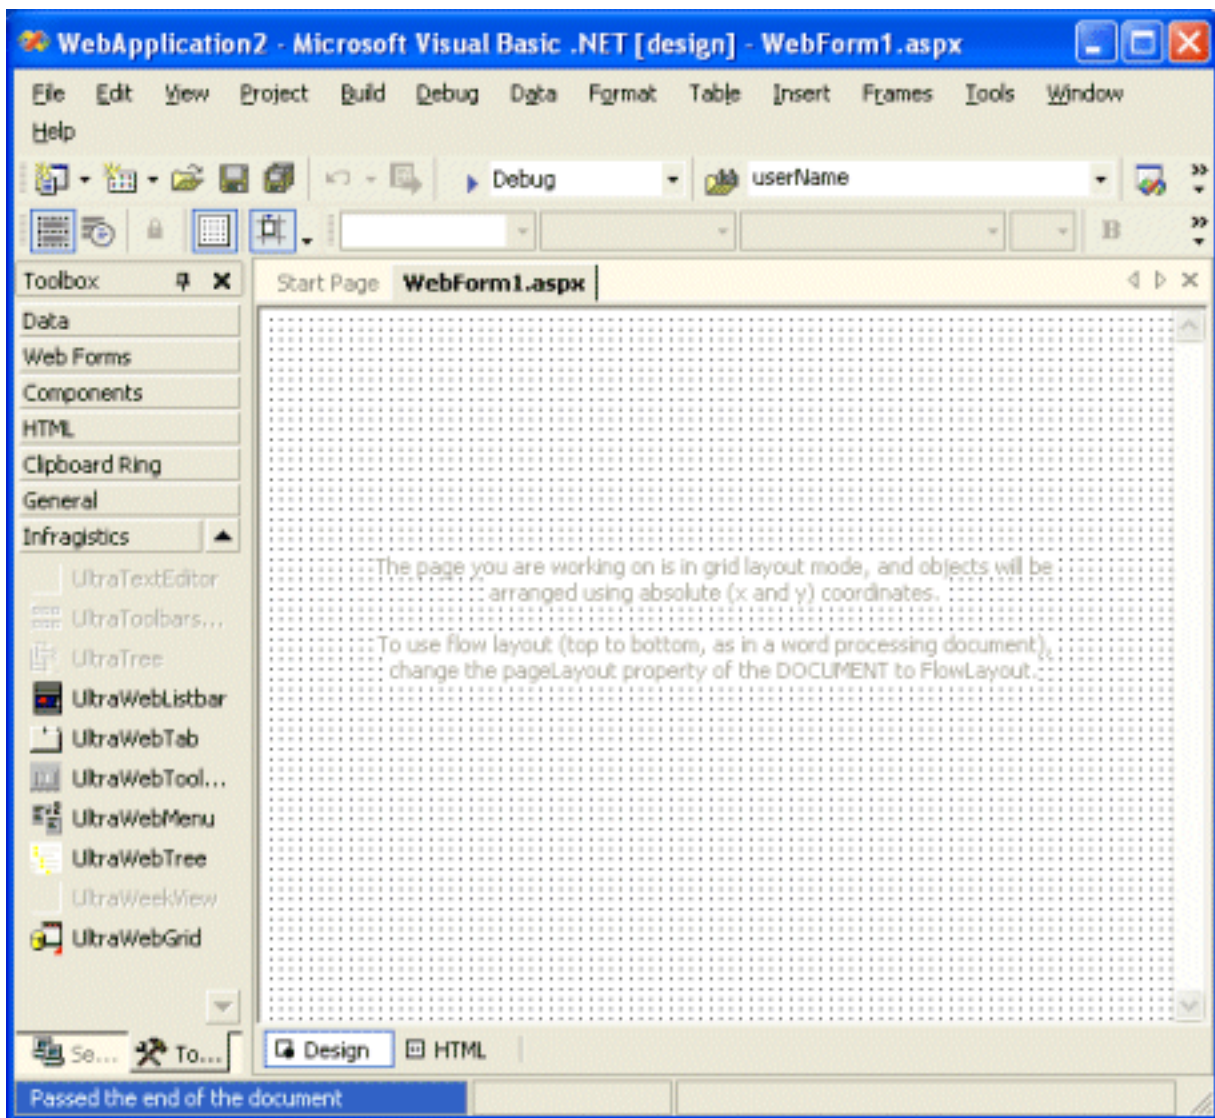 WebApplication2 - Microsoft Visual Basic .NET [design] - WebForm1.aspx
File Edit View Project Build Debug Data Format Table Insert Frames Tools Window
Help
Debug userName
B
Toolbox
Start Page WebForm1.aspx
Data
Web Forms
Components
HTML
Clipboard Ring
General
Infragistics
UltraTextEditor
UltraToolbars...
UltraTree
UltraWebListbar
UltraWebTab
UltraWebTool...
UltraWebMenu
UltraWebTree
UltraWeekView
UltraWebGrid
The page you are working on is in grid layout mode, and objects will be
arranged using absolute (x and y) coordinates.
To use flow layout (top to bottom, as in a word processing document),
change the pageLayout property of the DOCUMENT to FlowLayout.
Se... To... Design HTML
Passed the end of the document